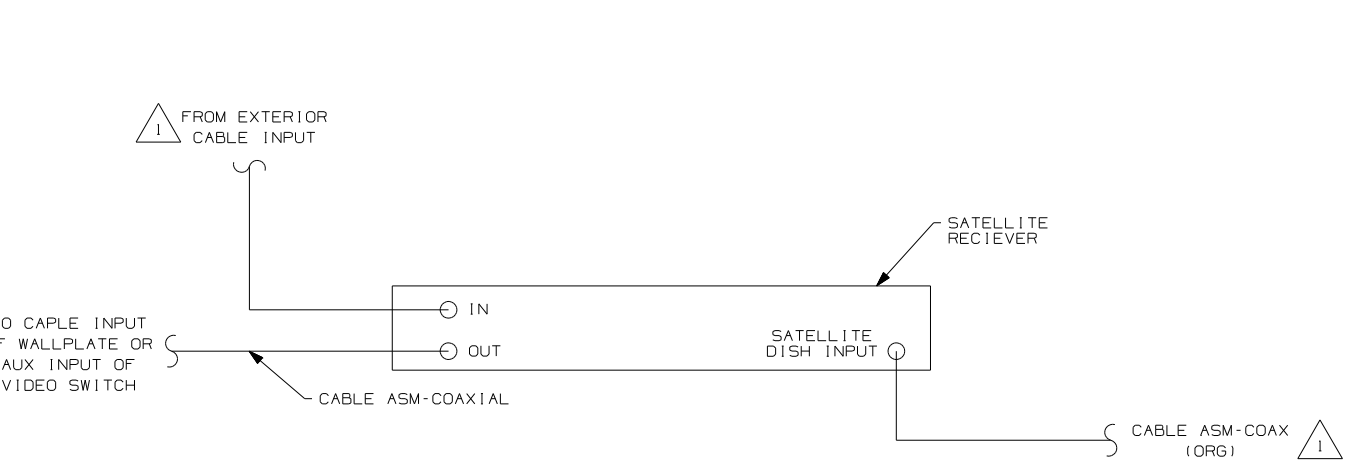 1
FROM EXTERIOR
CABLE INPUT
SATELLITE
RECIEVER
IN
O CAPLE INPUT
F WALLPLATE OR
AUX INPUT OF
VIDEO SWITCH
OUT
SATELLITE
DISH INPUT
CABLE ASM-COAXIAL
CABLE ASM-COAX
(ORG)
1